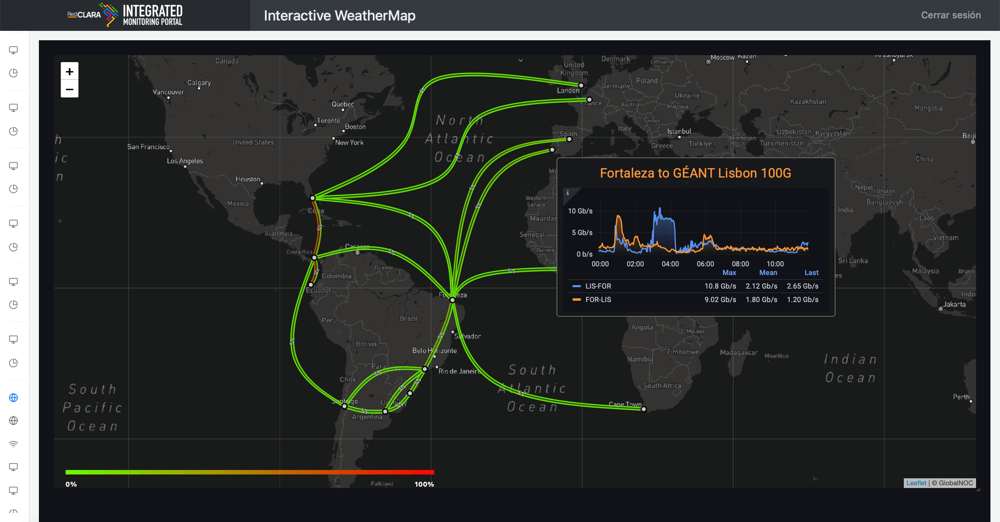 RedCLARA
INTEGRATED
MONITORING PORTAL
Interactive WeatherMap
Cerrar sesión
+
−
Canada
Calgary
Vancouver
Quebec
Toronto
Boston
New York
United States
San Francisco
Los Angeles
Houston
Mexico
Cuba
Guatemala
Costa Rica
Caracas
Guyana
Colombia
Ecuador
Peru
Brazil
Bolivia
Paraguay
Chile
Santiago
Uruguay
Argentina
Falkland
Fortaleza
Salvador
Belo Horizonte
Rio de Janeiro
North
Atlantic
Ocean
h
ic
n
South
Pacific
Ocean
South
Atlantic
Ocean
Indian
Ocean
United
Kingdom
London
Denmark
Lithuania
Moscow
Kazan
Krasnoyarsk
Germany
Poland
Ukraine
Kazakhstan
Mongolia
France
Austria
Moldova
Serbia
Italy
Spain
Istanbul
Greece
Türkiye
Azerbaijan
Uzbekistan
Kyrgyzstan
Turkmenistan
Beiji
China
Nepal
Bhutan
Bangladesh
India
Laos
Vietnam
Sri Lanka
Malaysia
Brunei
Indo
Jakarta
Perth
Western
Sahara
Mauritan
Senegal
Guinea
Angola
Malawi
Zimbabwe
Namibia
Madagascar
Mauritius
South Africa
Cape Town
Fortaleza to GÉANT Lisbon 100G
i
10 Gb/s
5 Gb/s
0 b/s
00:00 02:00 04:00 06:00 08:00 10:00
Max Mean Last
LIS-FOR 10.8 Gb/s 2.12 Gb/s 2.65 Gb/s
FOR-LIS 9.02 Gb/s 1.80 Gb/s 1.20 Gb/s
0% 100%
Leaflet | © GlobalNOC